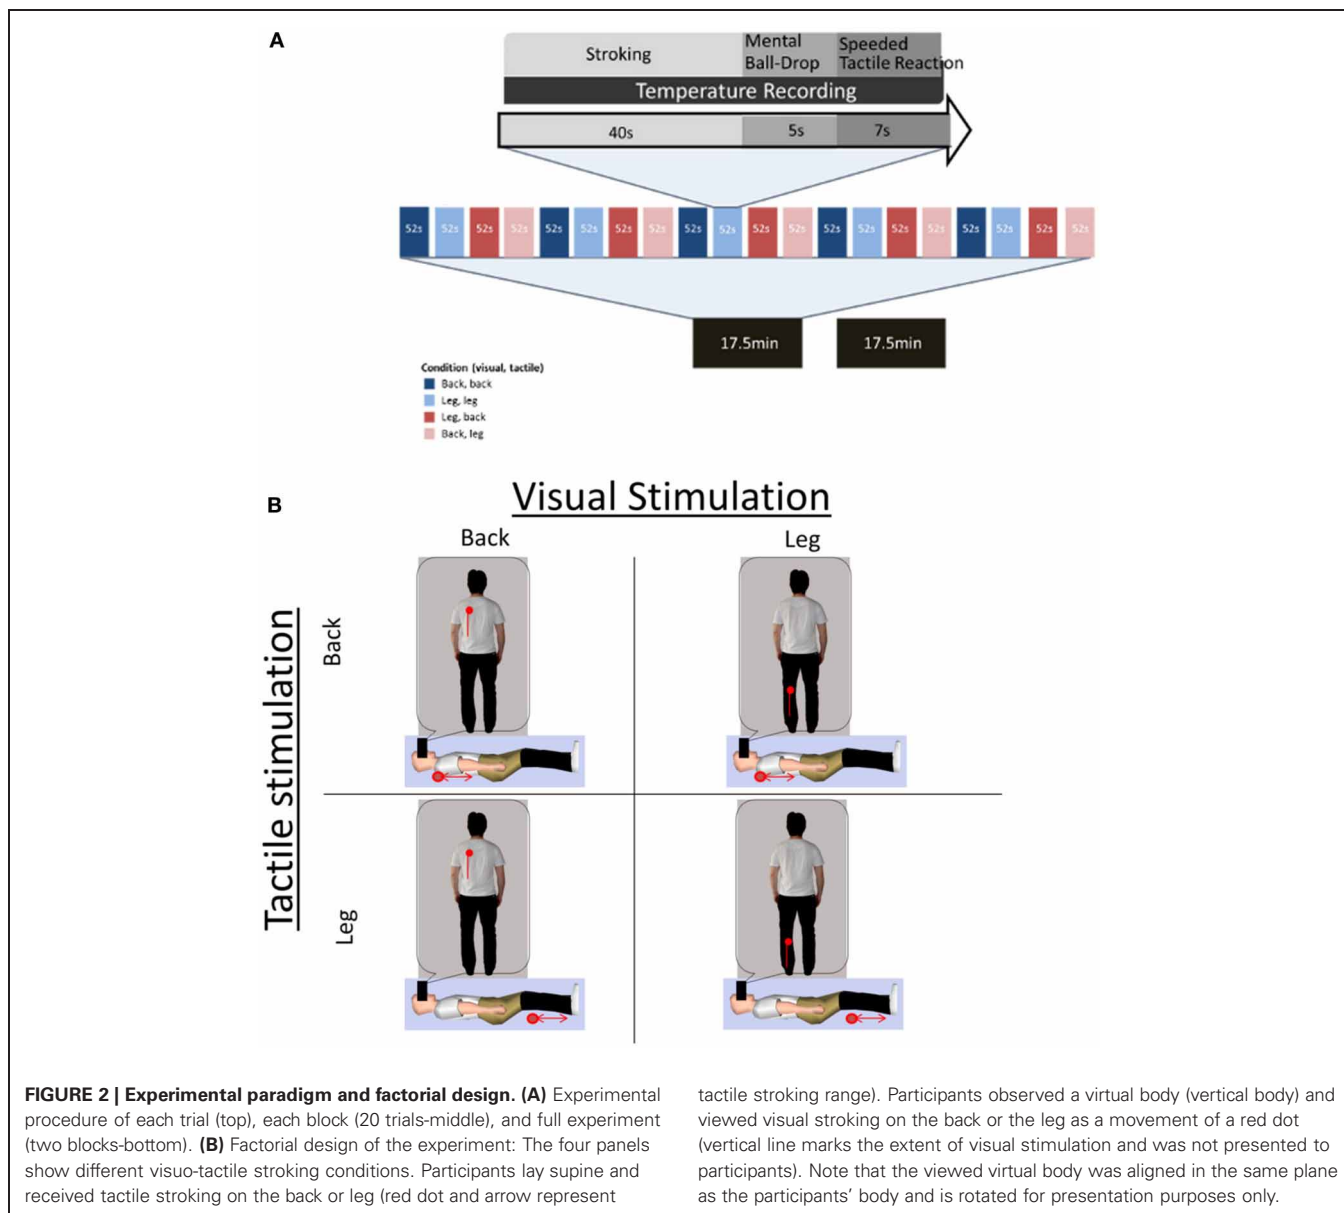 A
Stroking
Mental
Ball-Drop
Speeded
Tactile Reaction
Temperature Recording
40s 5s 7s
52s 52s 52s 52s 52s 52s 52s 52s 52s 52s 52s 52s 52s 52s 52s 52s 52s 52s 52s 52s
17.5min 17.5min
Condition (visual, tactile)
Back, back
Leg, leg
Leg, back
Back, leg
B
Visual Stimulation
Back Leg
Tactile stimulation
Back
Leg
FIGURE 2 | Experimental paradigm and factorial design. (A) Experimental
procedure of each trial (top), each block (20 trials-middle), and full experiment
(two blocks-bottom). (B) Factorial design of the experiment: The four panels
show different visuo-tactile stroking conditions. Participants lay supine and
received tactile stroking on the back or leg (red dot and arrow represent
tactile stroking range). Participants observed a virtual body (vertical body) and
viewed visual stroking on the back or the leg as a movement of a red dot
(vertical line marks the extent of visual stimulation and was not presented to
participants). Note that the viewed virtual body was aligned in the same plane
as the participants' body and is rotated for presentation purposes only.